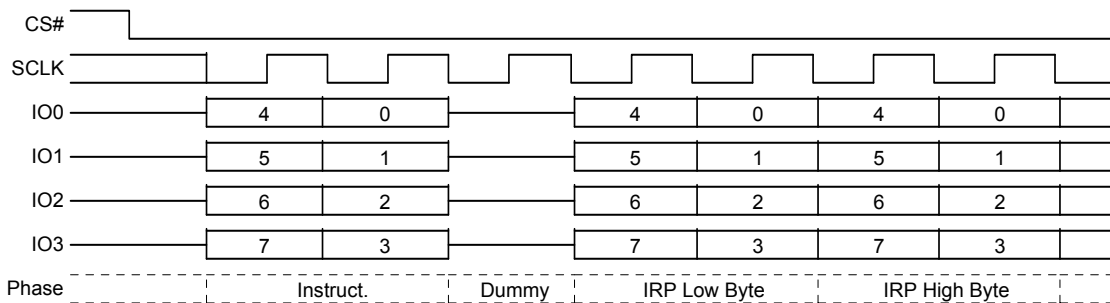 CS#
SCLK
IO0 4 0 4 0 4 0
IO1 5 1 5 1 5 1
IO2 6 2 6 2 6 2
IO3 7 3 7 3 7 3
Phase Instruct. Dummy IRP Low Byte IRP High Byte